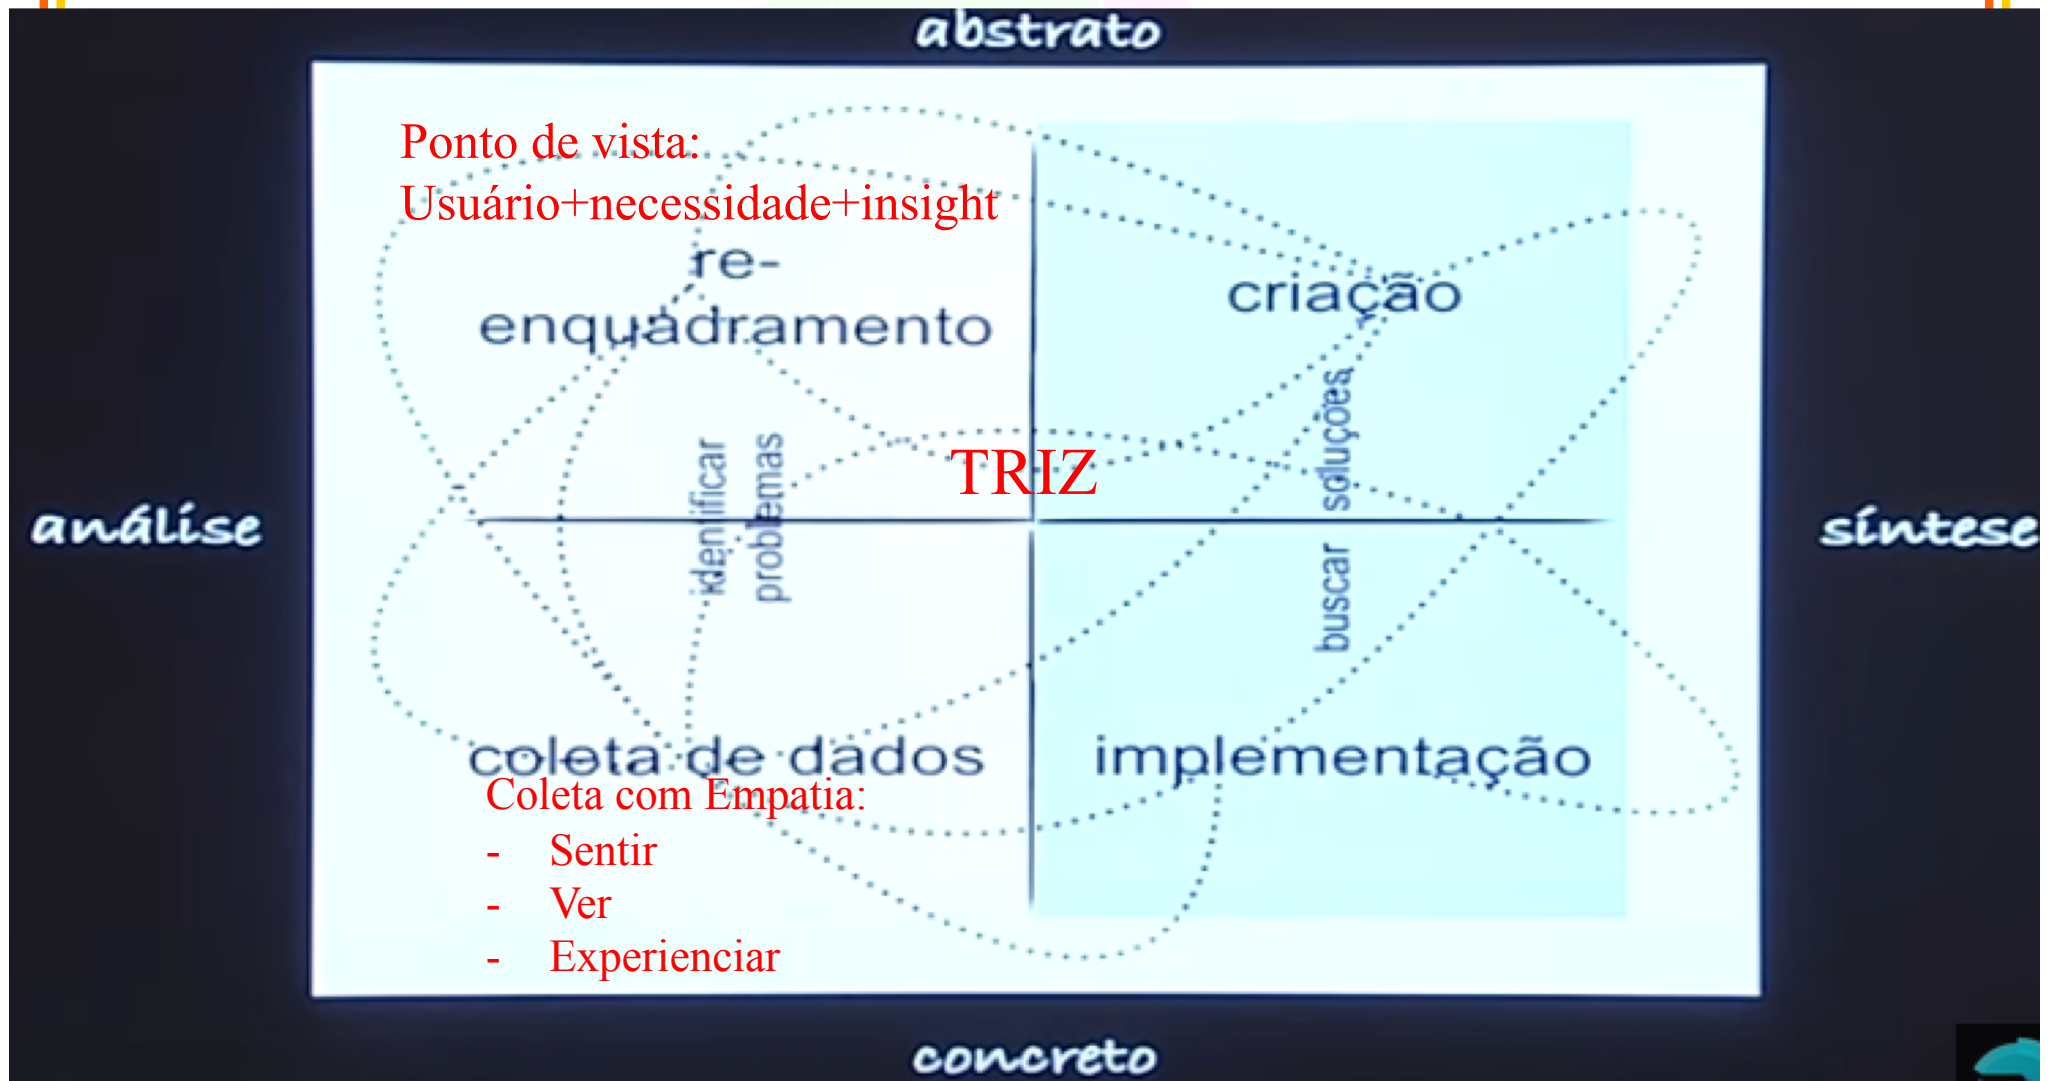 abstrato
Ponto de vista:
Usuário+necessidade+insight
re-
enquadramento
criação
identificar
problemas
TRIZ
buscar soluções
análise
síntese
coleta de dados
implementação
Coleta com Empatia:
- Sentir
- Ver
- Experienciar
concreto